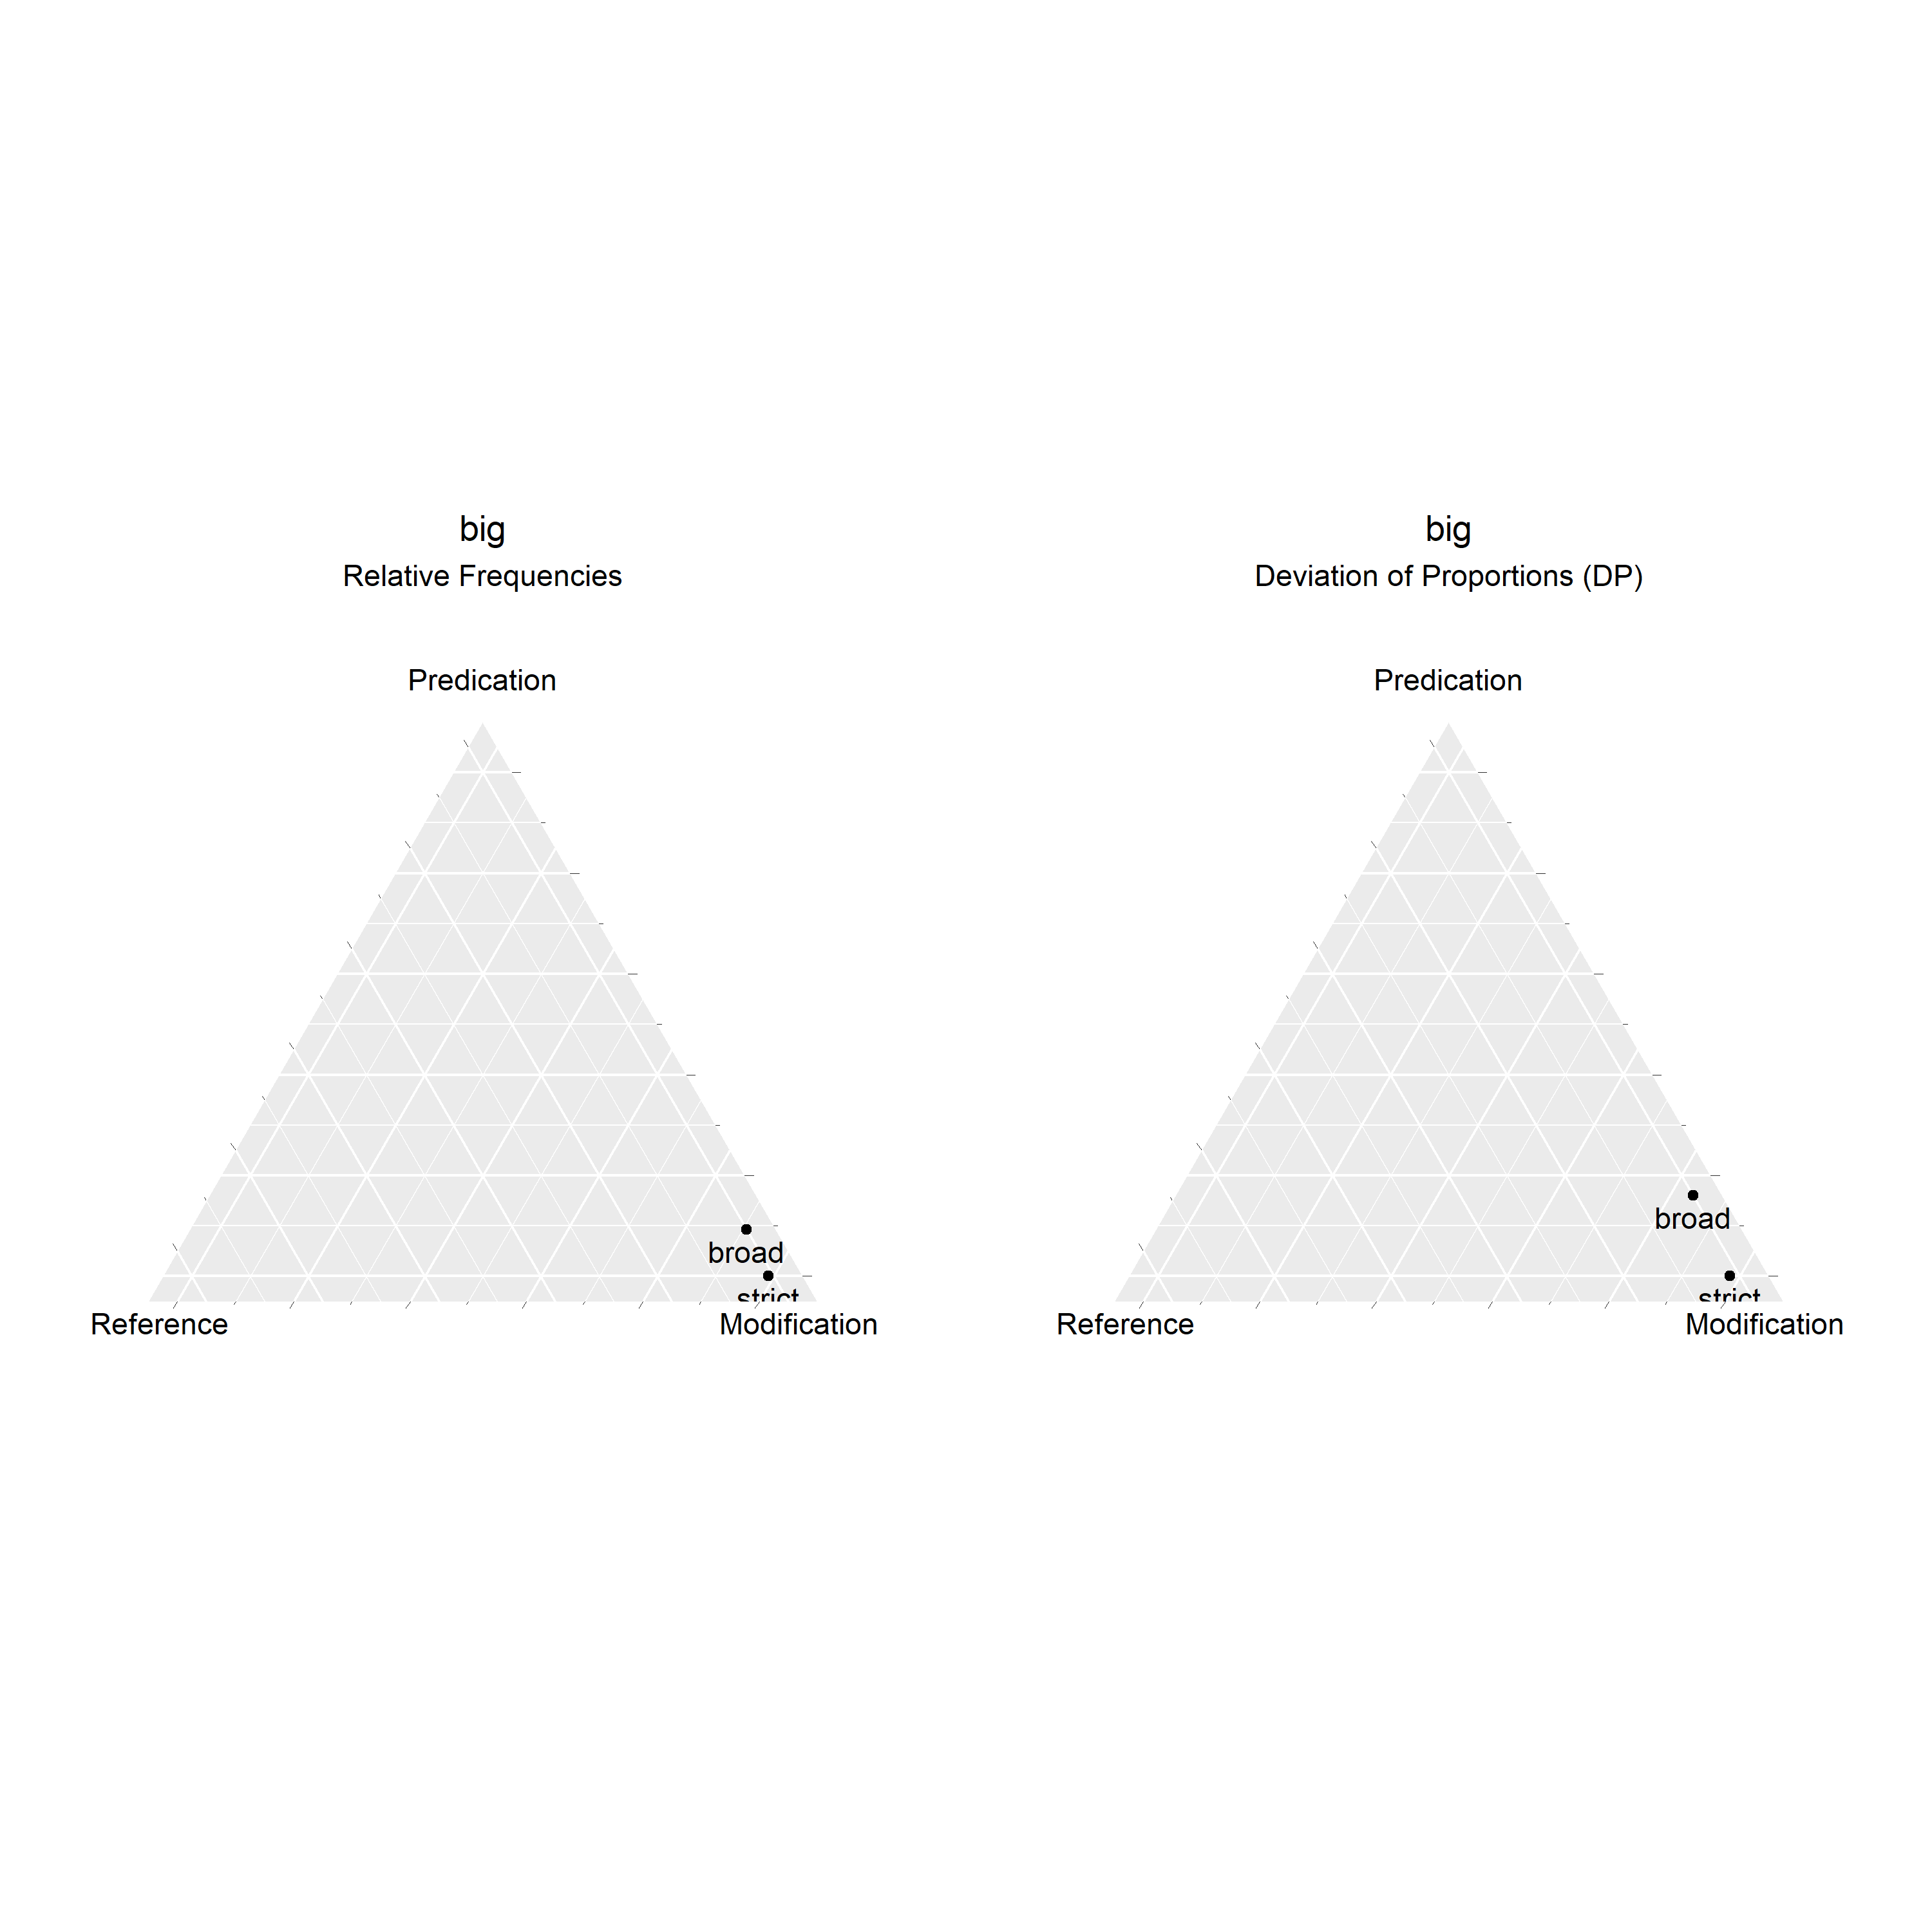 big
Relative Frequencies
Predication
broad
strict
Reference
Modification
big
Deviation of Proportions (DP)
Predication
broad
strict
Reference
Modification